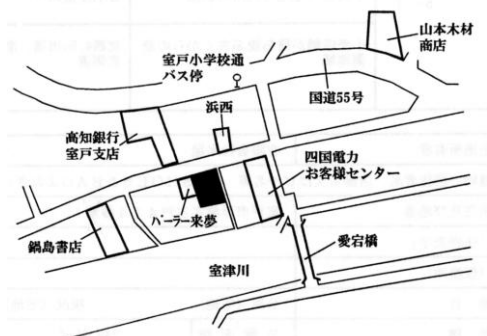 山本木材
商店
室戸小学校通
バス停
国道55号
浜西
高知銀行
室戸支店
四国電力
お客様センター
パーラー来夢
鍋島書店
愛宕橋
室津川